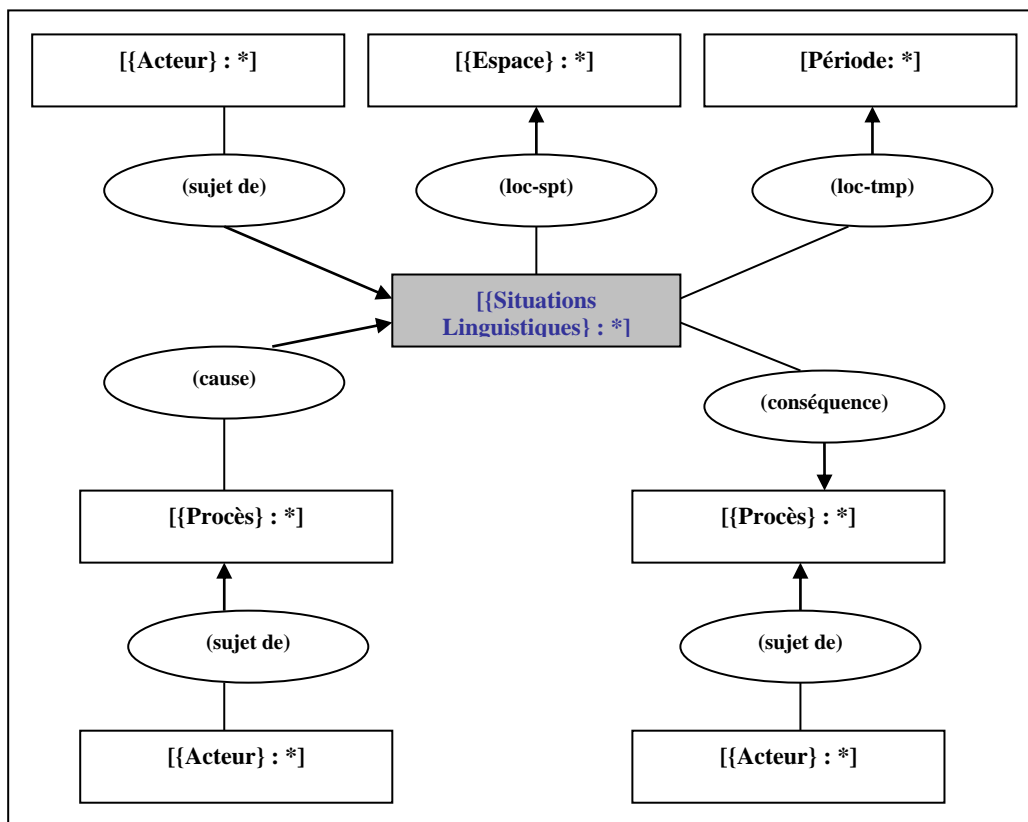 [{Acteur} : *]
[{Espace} : *]
[Période: *]
(sujet de)
(loc-spt)
(loc-tmp)
[{Situations
Linguistiques} : *]
(cause)
(conséquence)
[{Procès} : *]
[{Procès} : *]
(sujet de)
(sujet de)
[{Acteur} : *]
[{Acteur} : *]